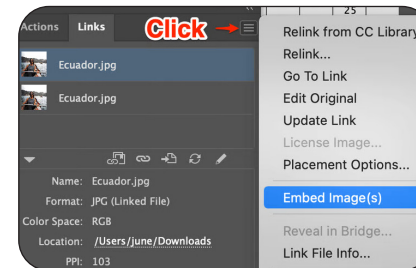 25
Actions Links Click
Ecuador.jpg
Ecuador.jpg
Name: Ecuador.jpg
Format: JPG (Linked File)
Color Space: RGB
Location: /Users/june/Downloads
PPI: 103
Relink from CC Library
Relink...
Go To Link
Edit Original
Update Link
License Image...
Placement Options...
Embed Image(s)
Reveal in Bridge...
Link File Info...